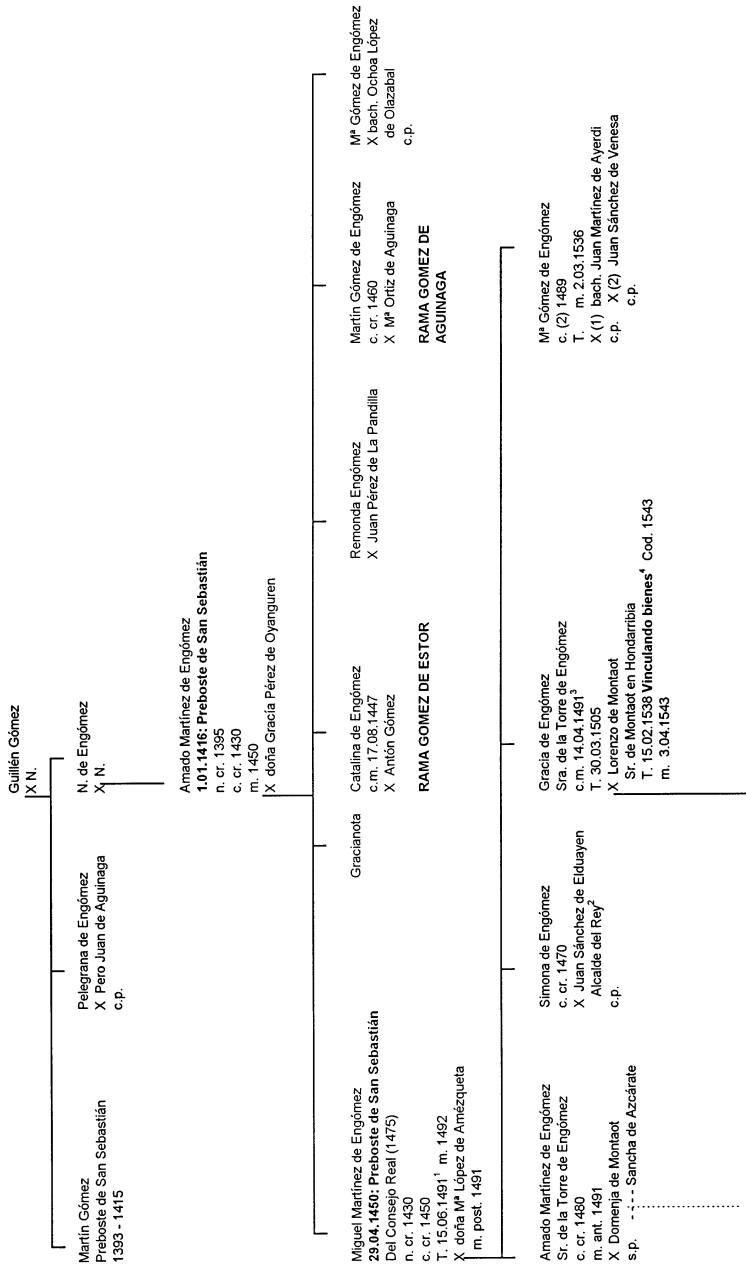 Guillén Gómez
X N.
Martín Gómez
Preboste de San Sebastián
1393 - 1415
Pelegrana de Engómez
X Pero Juan de Aguinaga
c.p.
N. de Engómez
X N.
Amado Martínez de Engómez
1.01.1416: Preboste de San Sebastián
n. cr. 1395
c. cr. 1430
m. 1450
X doña Gracia Pérez de Oyanguren
Miguel Martínez de Engómez
29.04.1450: Preboste de San Sebastián
Del Consejo Real (1475)
n. cr. 1430
c. cr. 1450
T. 15.06.1491¹ m. 1492
X doña Mª López de Amézqueta
m. post. 1491
Gracianota
Catalina de Engómez
c.m. 17.08.1447
X Antón Gómez
RAMA GOMEZ DE ESTOR
Remonda Engómez
X Juan Pérez de La Pandilla
Martín Gómez de Engómez
c. cr. 1460
X Mª Ortiz de Aguinaga
RAMA GOMEZ DE
AGUINAGA
Mª Gómez de Engómez
X bach. Ochoa López
de Olazabal
c.p.
Amado Martínez de Engómez
Sr. de la Torre de Engómez
c. cr. 1480
m. ant. 1491
X Domenja de Montaot
s.p. - - - - Sancha de Azcárate
Simona de Engómez
c. cr. 1470
X Juan Sánchez de Elduayen
Alcalde del Rey²
c.p.
Gracia de Engómez
Sra. de la Torre de Engómez
c.m. 14.04.1491³
T. 30.03.1505
X Lorenzo de Montaot
Sr. de Montaot en Hondarribia
T. 15.02.1538 Vinculando bienes⁴ Cod. 1543
m. 3.04.1543
Mª Gómez de Engómez
c. (2) 1489
T. m. 2.03.1536
X (1) bach. Juan Martínez de Ayerdi
c.p. X (2) Juan Sánchez de Venesa
c.p.